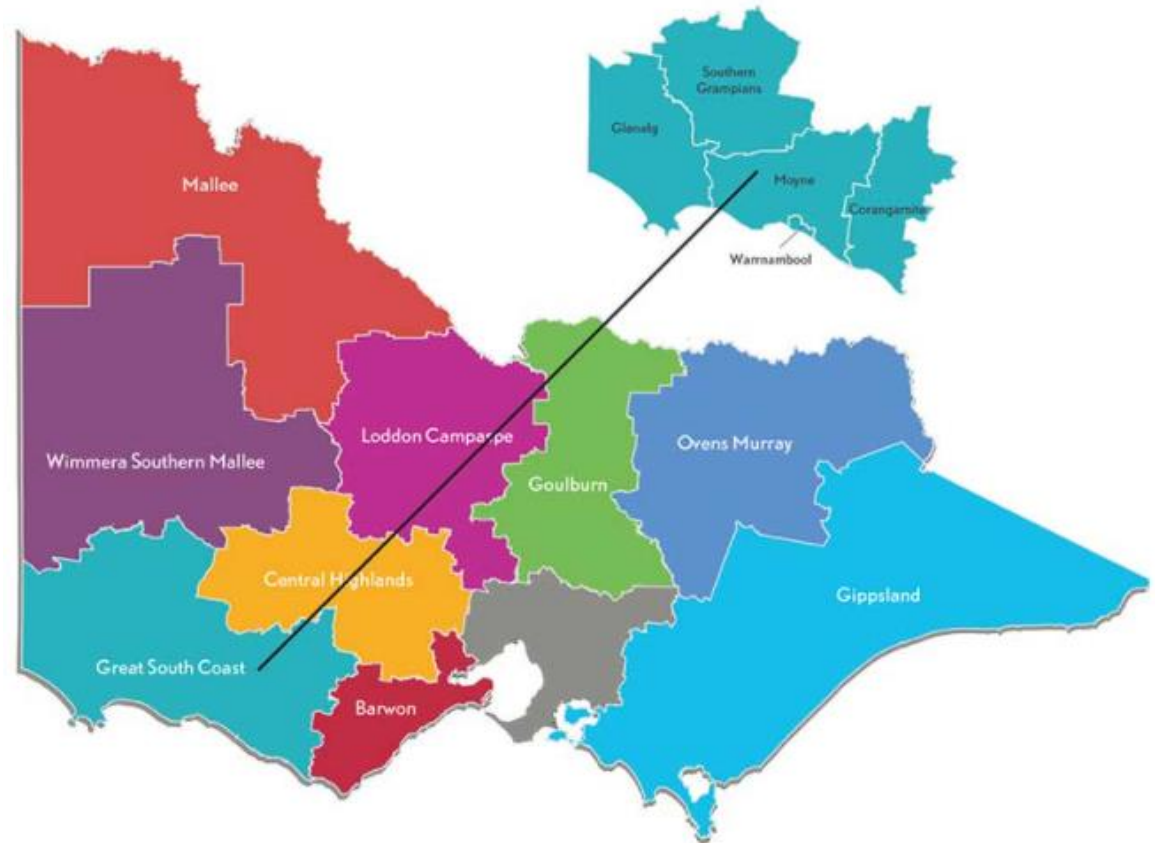 Southern
Grampians
Glenelg
Mallee
Moyne
Corangamite
Warrnambool
Loddon Campaspe
Ovens Murray
Wimmera Southern Mallee
Goulburn
Central Highlands
Gippsland
Great South Coast
Barwon